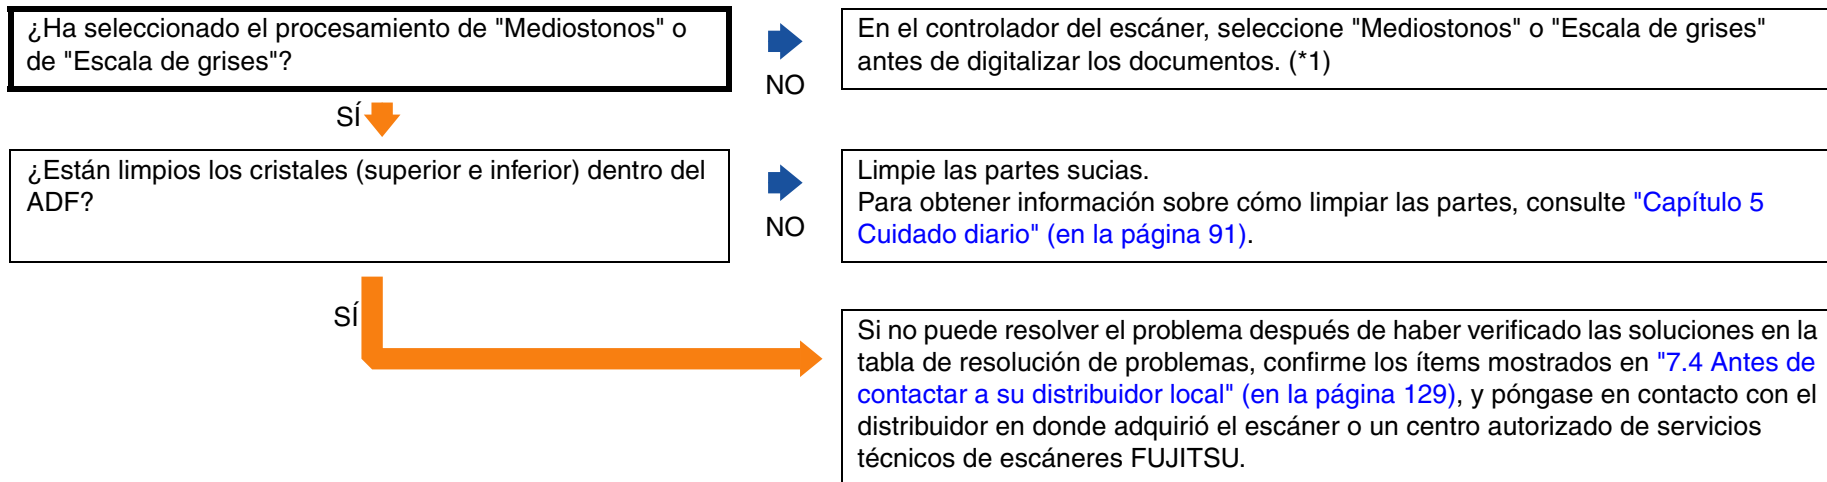 ¿Ha seleccionado el procesamiento de "Mediostonos" o
de "Escala de grises"?
NO
En el controlador del escáner, seleccione "Mediostonos" o "Escala de grises"
antes de digitalizar los documentos. (*1)
SÍ
¿Están limpios los cristales (superior e inferior) dentro del
ADF?
NO
Limpie las partes sucias.
Para obtener información sobre cómo limpiar las partes, consulte "Capítulo 5
Cuidado diario" (en la página 91).
SÍ
Si no puede resolver el problema después de haber verificado las soluciones en la
tabla de resolución de problemas, confirme los ítems mostrados en "7.4 Antes de
contactar a su distribuidor local" (en la página 129), y póngase en contacto con el
distribuidor en donde adquirió el escáner o un centro autorizado de servicios
técnicos de escáneres FUJITSU.